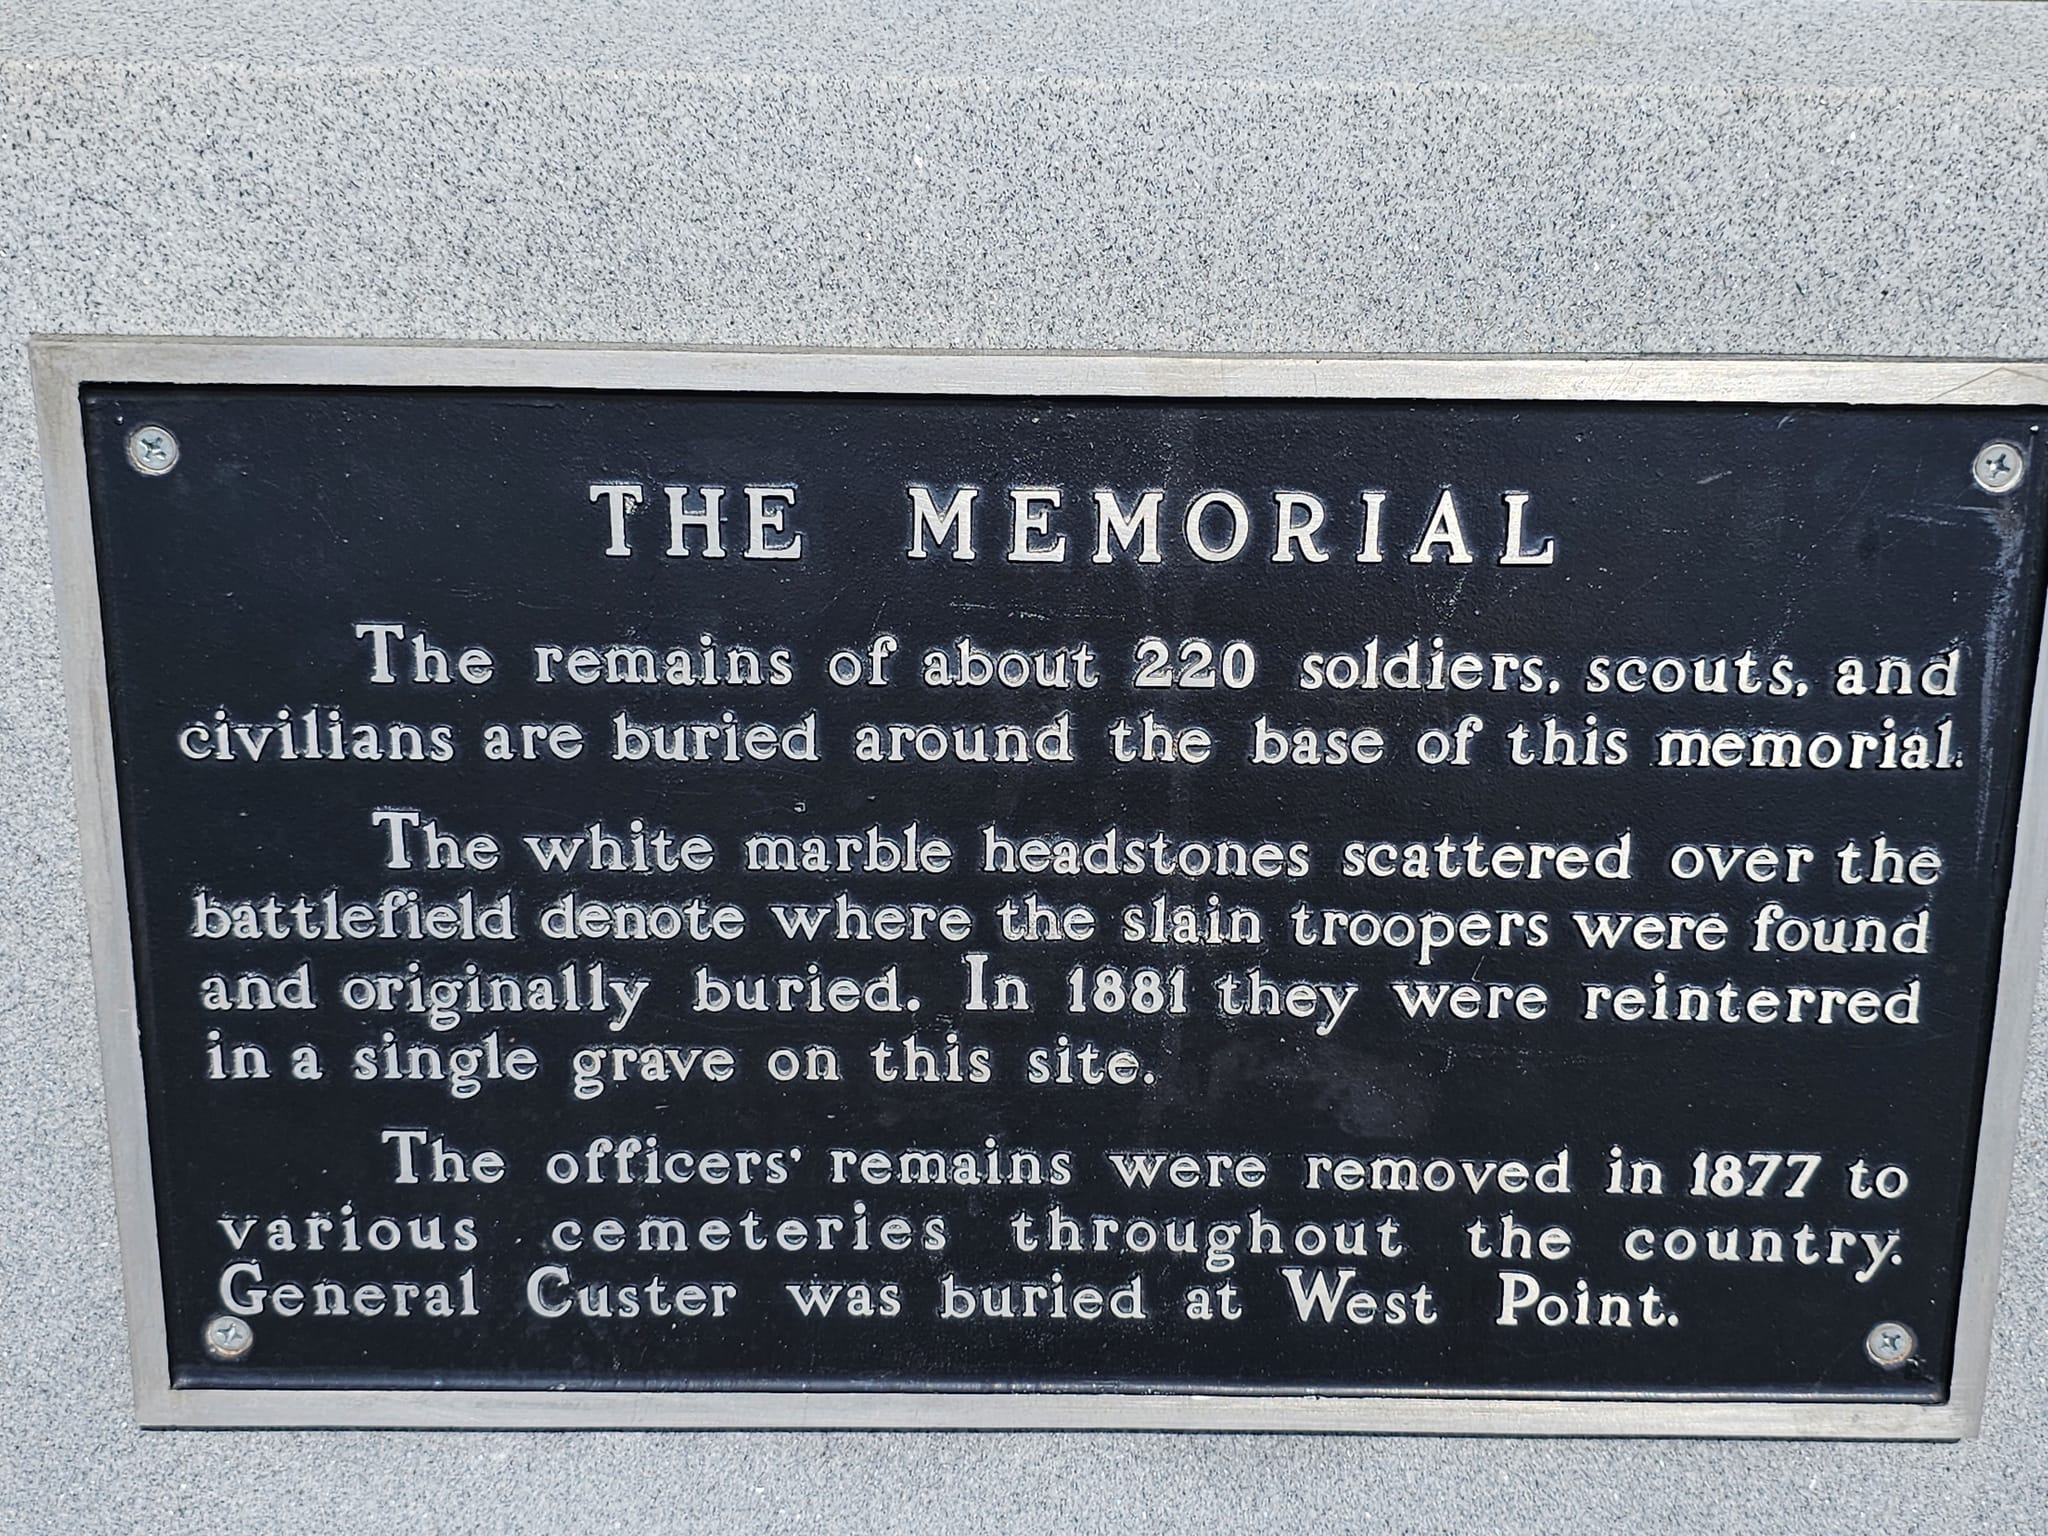 THE MEMORIAL
The remains of about 220 soldiers, scouts, and
civilians are buried around the base of this memorial.
The white marble headstones scattered over the
battlefield denote where the slain troopers were found
and originally buried. In 1881 they were reinterred
in a single grave on this site.
The officers' remains were removed in 1877 to
various cemeteries throughout the country.
General Custer was buried at West Point.